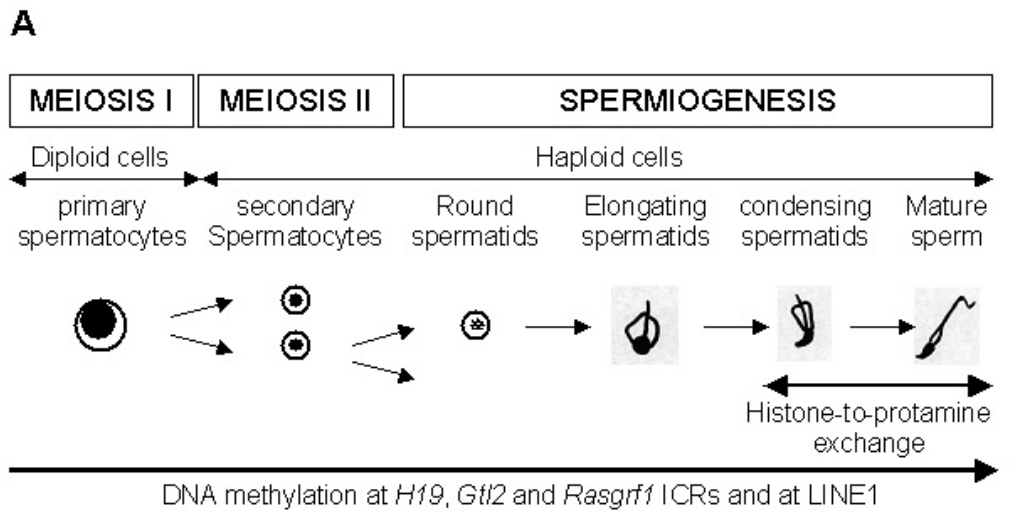 A
MEIOSIS I MEIOSIS II SPERMIOGENESIS
Diploid cells Haploid cells
primary secondary Round Elongating condensing Mature
spermatocytes Spermatocytes spermatids spermatids spermatids sperm
Histone-to-protamine
exchange
DNA methylation at H19, Gtl2 and Rasgrf1 ICRs and at LINE1